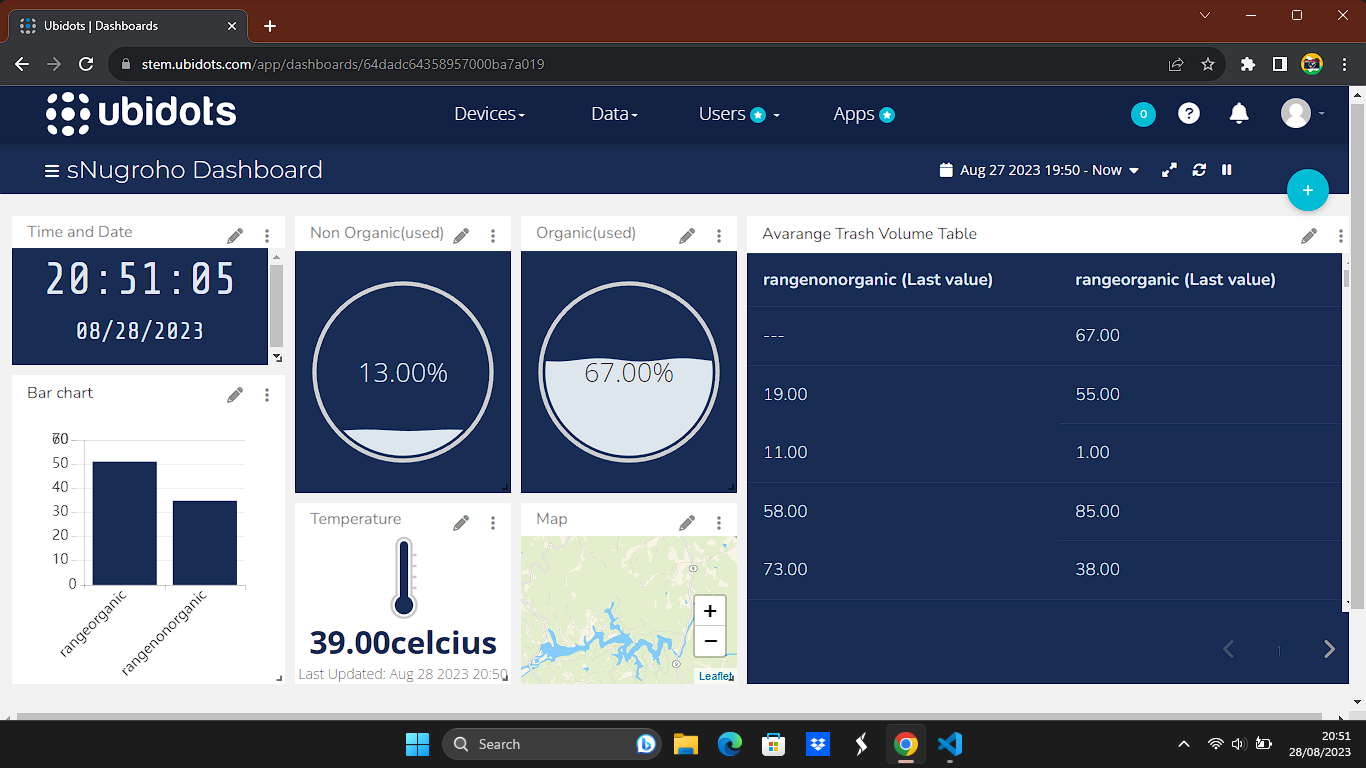 Ubidots | Dashboards
stem.ubidots.com/app/dashboards/64dadc64358957000ba7a019
ubidots
Devices
Data
Users
Apps
0
?
sNugroho Dashboard
Aug 27 2023 19:50 - Now
+
Time and Date
20:51:05
08/28/2023
Non Organic(used)
13.00%
Organic(used)
67.00%
Avarange Trash Volume Table
rangenonorganic (Last value)
rangeorganic (Last value)
---
67.00
19.00
55.00
11.00
1.00
58.00
85.00
73.00
38.00
1
Bar chart
50
40
30
20
10
0
rangeorganic
rangenonorganic
Temperature
39.00celcius
Last Updated: Aug 28 2023 20:50
Map
+
−
Leaflet
Search
20:51
28/08/2023